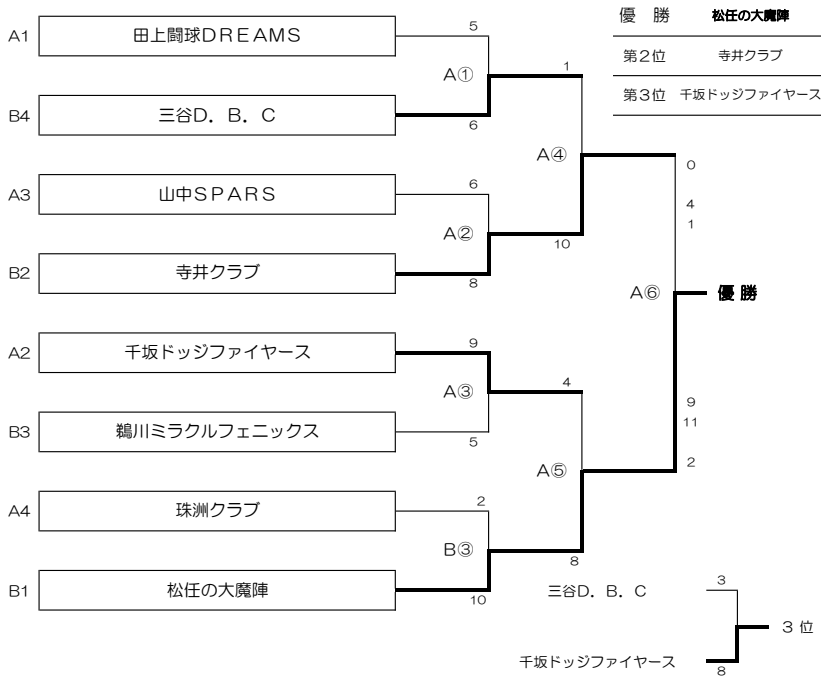 優 勝 松任の大魔陣
第2位 寺井クラブ
第3位 千坂ドッジファイヤース
A1 田上闘球DREAMS 5
A① 1
B4 三谷D．B．C 6
A④ 0
A3 山中SPARS 6
4
1
A② 10
B2 寺井クラブ 8
A⑥ 優 勝
A2 千坂ドッジファイヤース 9
A③ 4
9
11
B3 鵜川ミラクルフェニックス 5
A⑤ 2
A4 珠洲クラブ 2
B③ 8
B1 松任の大魔陣 10
三谷D．B．C 3
3 位
千坂ドッジファイヤース 8